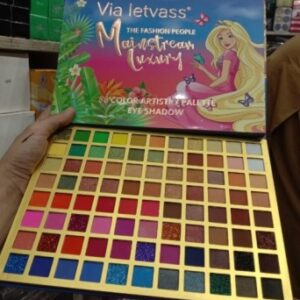 Via letvass®
THE FASHION PEOPLE
Mainstream
Luxury
COLOR ARTISTRY PALETTE
EYE SHADOW